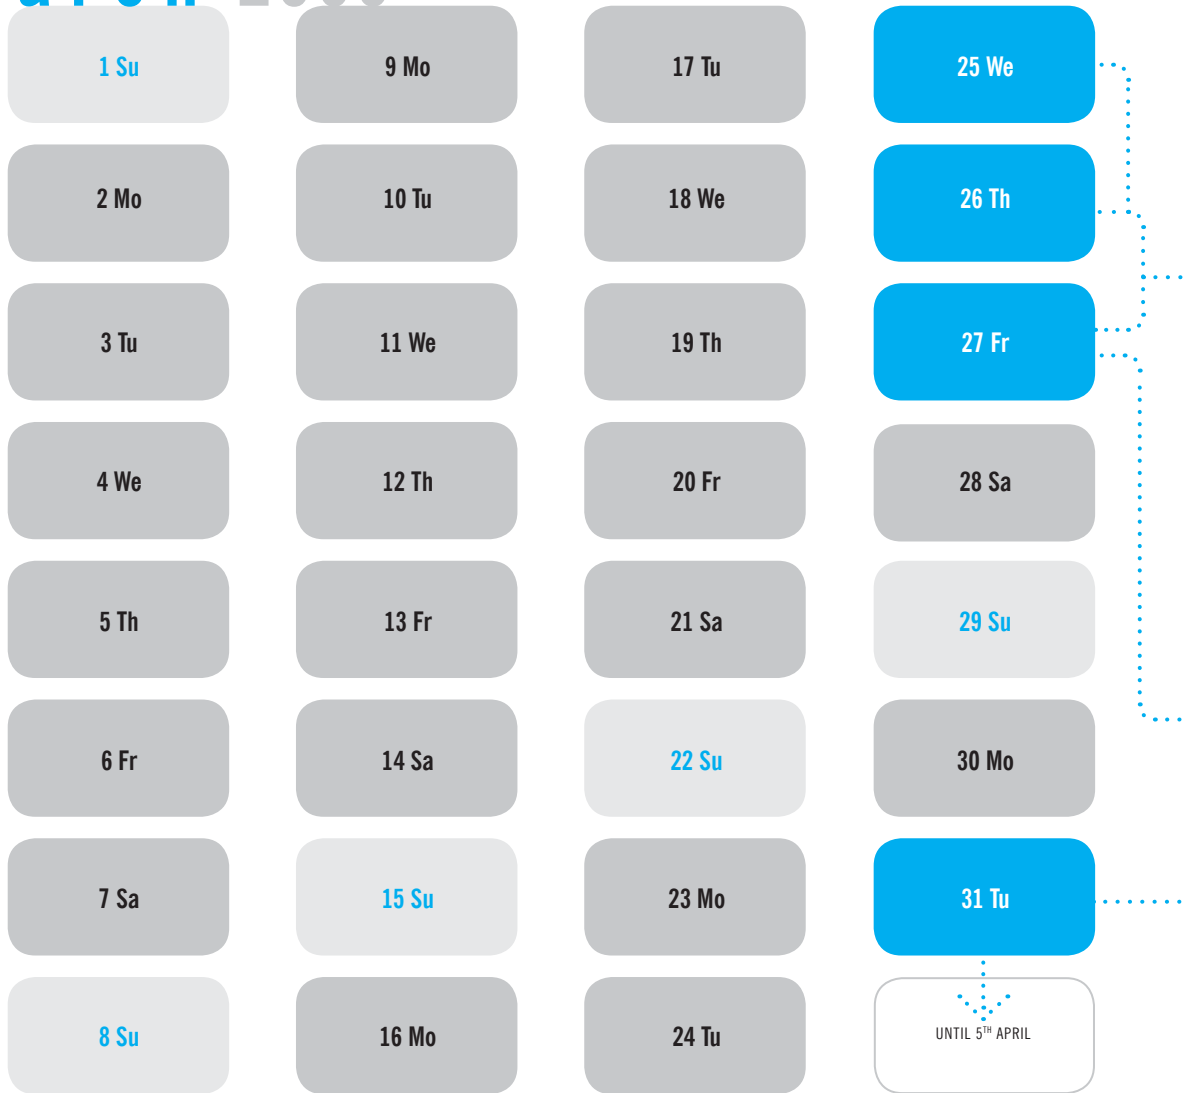 1 Su
2 Mo
3 Tu
4 We
5 Th
6 Fr
7 Sa
8 Su
9 Mo
10 Tu
11 We
12 Th
13 Fr
14 Sa
15 Su
16 Mo
17 Tu
18 We
19 Th
20 Fr
21 Sa
22 Su
23 Mo
24 Tu
25 We
26 Th
27 Fr
28 Sa
29 Su
30 Mo
31 Tu
UNTIL 5TH APRIL